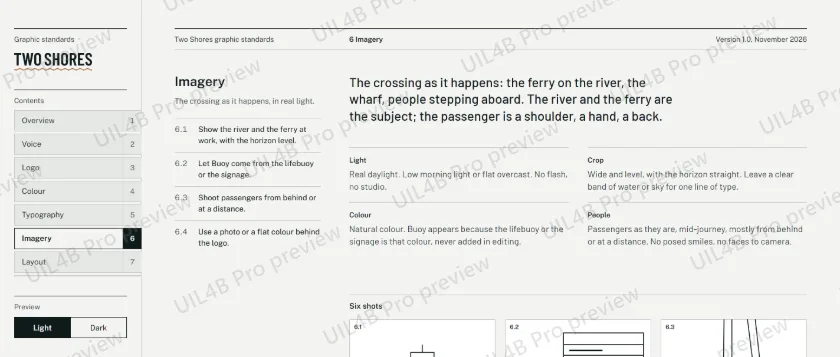 Graphic standards
TWO SHORES
Contents
Overview 1
Voice 2
Logo 3
Colour 4
Typography 5
Imagery 6
Layout 7
Preview
Light Dark
Two Shores graphic standards
6 Imagery
Version 1.0, November 2026
Imagery
The crossing as it happens, in real light.
6.1 Show the river and the ferry at
work, with the horizon level.
6.2 Let Buoy come from the lifebuoy
or the signage.
6.3 Shoot passengers from behind or
at a distance.
6.4 Use a photo or a flat colour behind
the logo.
The crossing as it happens: the ferry on the river, the
wharf, people stepping aboard. The river and the ferry are
the subject; the passenger is a shoulder, a hand, a back.
Light
Real daylight. Low morning light or flat overcast. No flash,
no studio.
Crop
Wide and level, with the horizon straight. Leave a clear
band of water or sky for one line of type.
Colour
Natural colour. Buoy appears because the lifebuoy or the
signage is that colour, never added in editing.
People
Passengers as they are, mid-journey, mostly from behind
or at a distance. No posed smiles, no faces to camera.
Six shots
6.1
6.2
6.3
UIL4B Pro preview